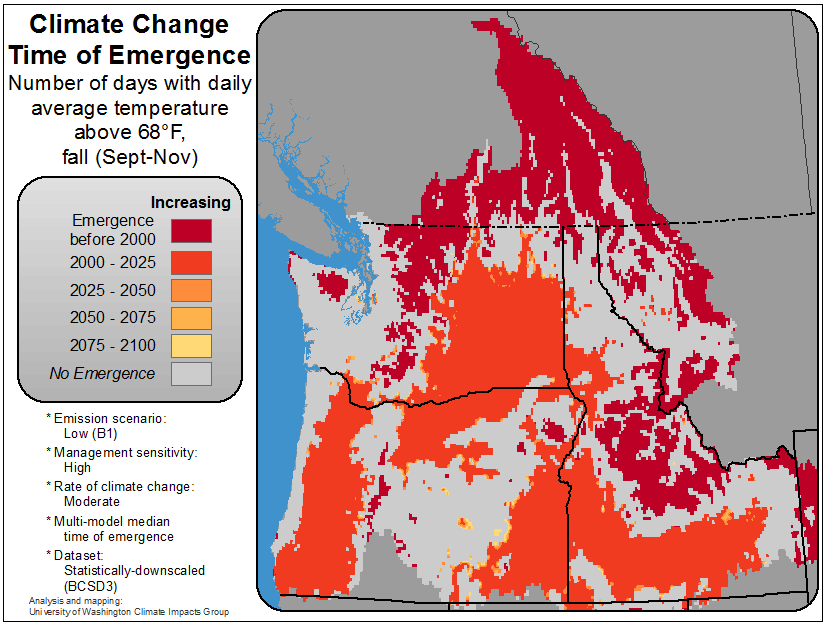 Climate Change
Time of Emergence
Number of days with daily
average temperature
above 68°F,
fall (Sept-Nov)
Increasing
Emergence
before 2000
2000 - 2025
2025 - 2050
2050 - 2075
2075 - 2100
No Emergence
* Emission scenario:
Low (B1)
* Management sensitivity:
High
* Rate of climate change:
Moderate
* Multi-model median
time of emergence
* Dataset:
Statistically-downscaled
(BCSD3)
Analysis and mapping:
University of Washington Climate Impacts Group